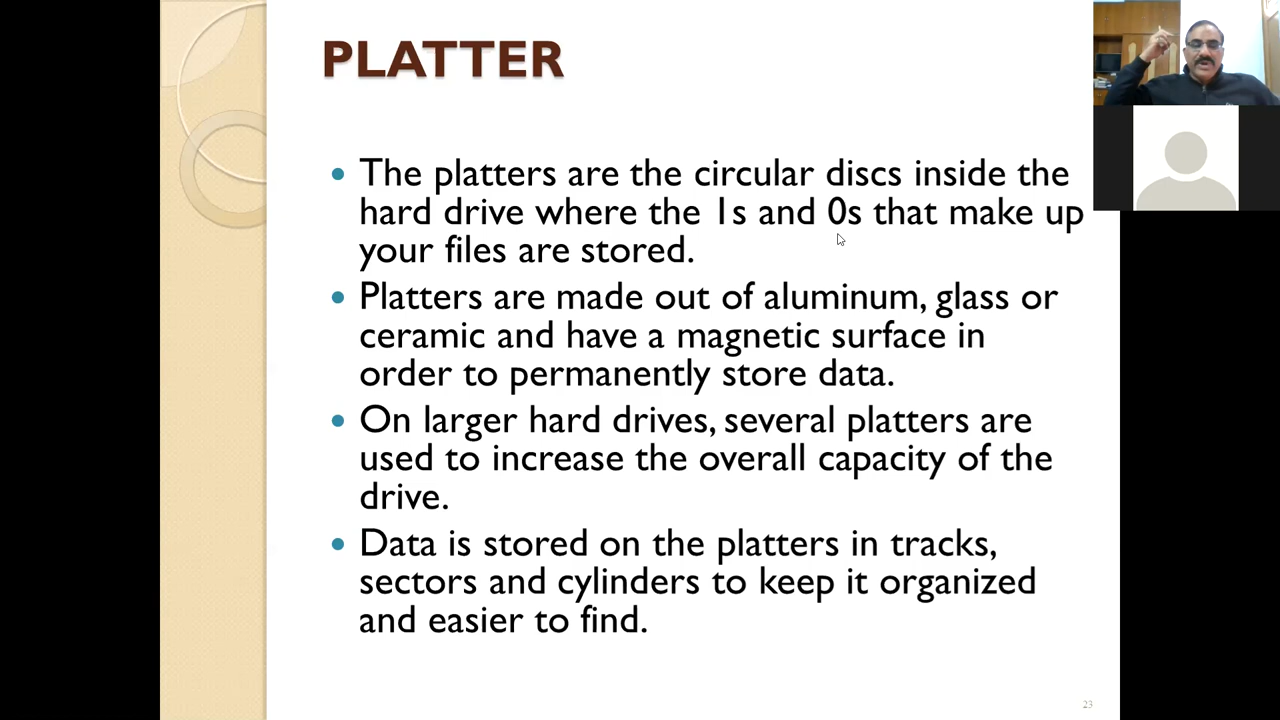 PLATTER
• The platters are the circular discs inside the
hard drive where the 1s and 0s that make up
your files are stored.
• Platters are made out of aluminum, glass or
ceramic and have a magnetic surface in
order to permanently store data.
• On larger hard drives, several platters are
used to increase the overall capacity of the
drive.
• Data is stored on the platters in tracks,
sectors and cylinders to keep it organized
and easier to find.
23